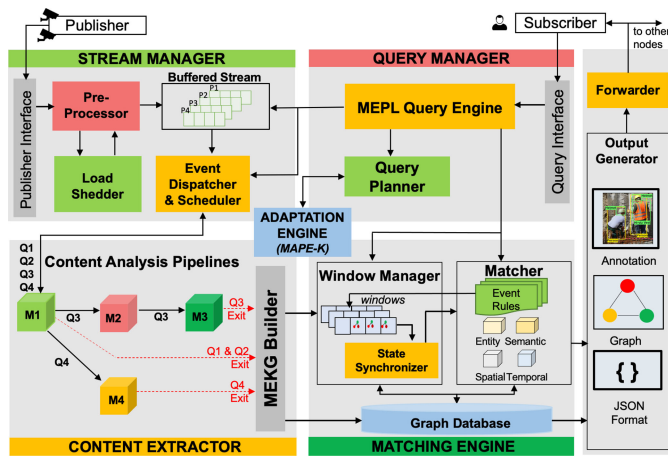 Publisher
Subscriber
to other
nodes
STREAM MANAGER
QUERY MANAGER
Publisher Interface
Pre-
Processor
Load
Shedder
Buffered Stream
P1
P2
P3
P4
Event
Dispatcher
& Scheduler
MEPL Query Engine
Query
Planner
Query Interface
ADAPTATION
ENGINE
(MAPE-K)
Forwarder
Output
Generator
Annotation
Graph
{ }
JSON
Format
Q1
Q2
Q3
Q4
Content Analysis Pipelines
M1
Q3
M2
Q3
M3
Q3
Exit
Q1 & Q2
Exit
Q4
M4
Q4
Exit
MEKG Builder
Window Manager
windows
State
Synchronizer
Matcher
Event
Rules
Entity
Semantic
Spatial
Temporal
Graph Database
CONTENT EXTRACTOR
MATCHING ENGINE